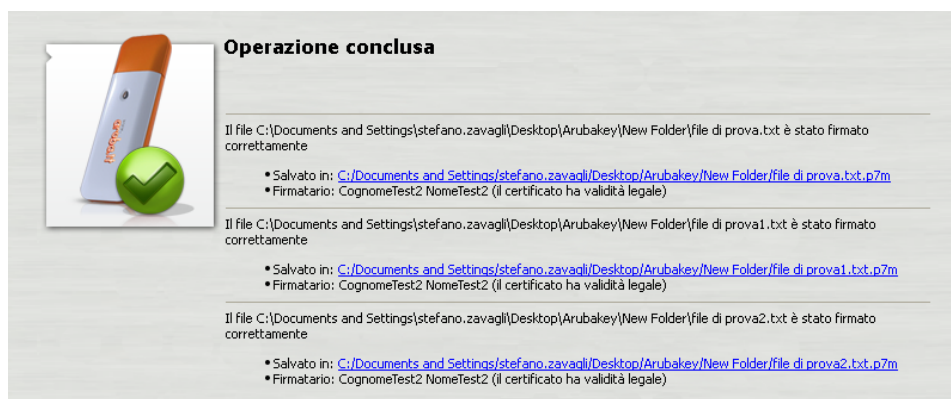 Operazione conclusa
Il file C:\Documents and Settings\stefano.zavagli\Desktop\Arubakey\New Folder\file di prova.txt è stato firmato
correttamente
• Salvato in: C:/Documents and Settings/stefano.zavagli/Desktop/Arubakey/New Folder/file di prova.txt.p7m
• Firmatario: CognomeTest2 NomeTest2 (il certificato ha validità legale)
Il file C:\Documents and Settings\stefano.zavagli\Desktop\Arubakey\New Folder\file di prova1.txt è stato firmato
correttamente
• Salvato in: C:/Documents and Settings/stefano.zavagli/Desktop/Arubakey/New Folder/file di prova1.txt.p7m
• Firmatario: CognomeTest2 NomeTest2 (il certificato ha validità legale)
Il file C:\Documents and Settings\stefano.zavagli\Desktop\Arubakey\New Folder\file di prova2.txt è stato firmato
correttamente
• Salvato in: C:/Documents and Settings/stefano.zavagli/Desktop/Arubakey/New Folder/file di prova2.txt.p7m
• Firmatario: CognomeTest2 NomeTest2 (il certificato ha validità legale)